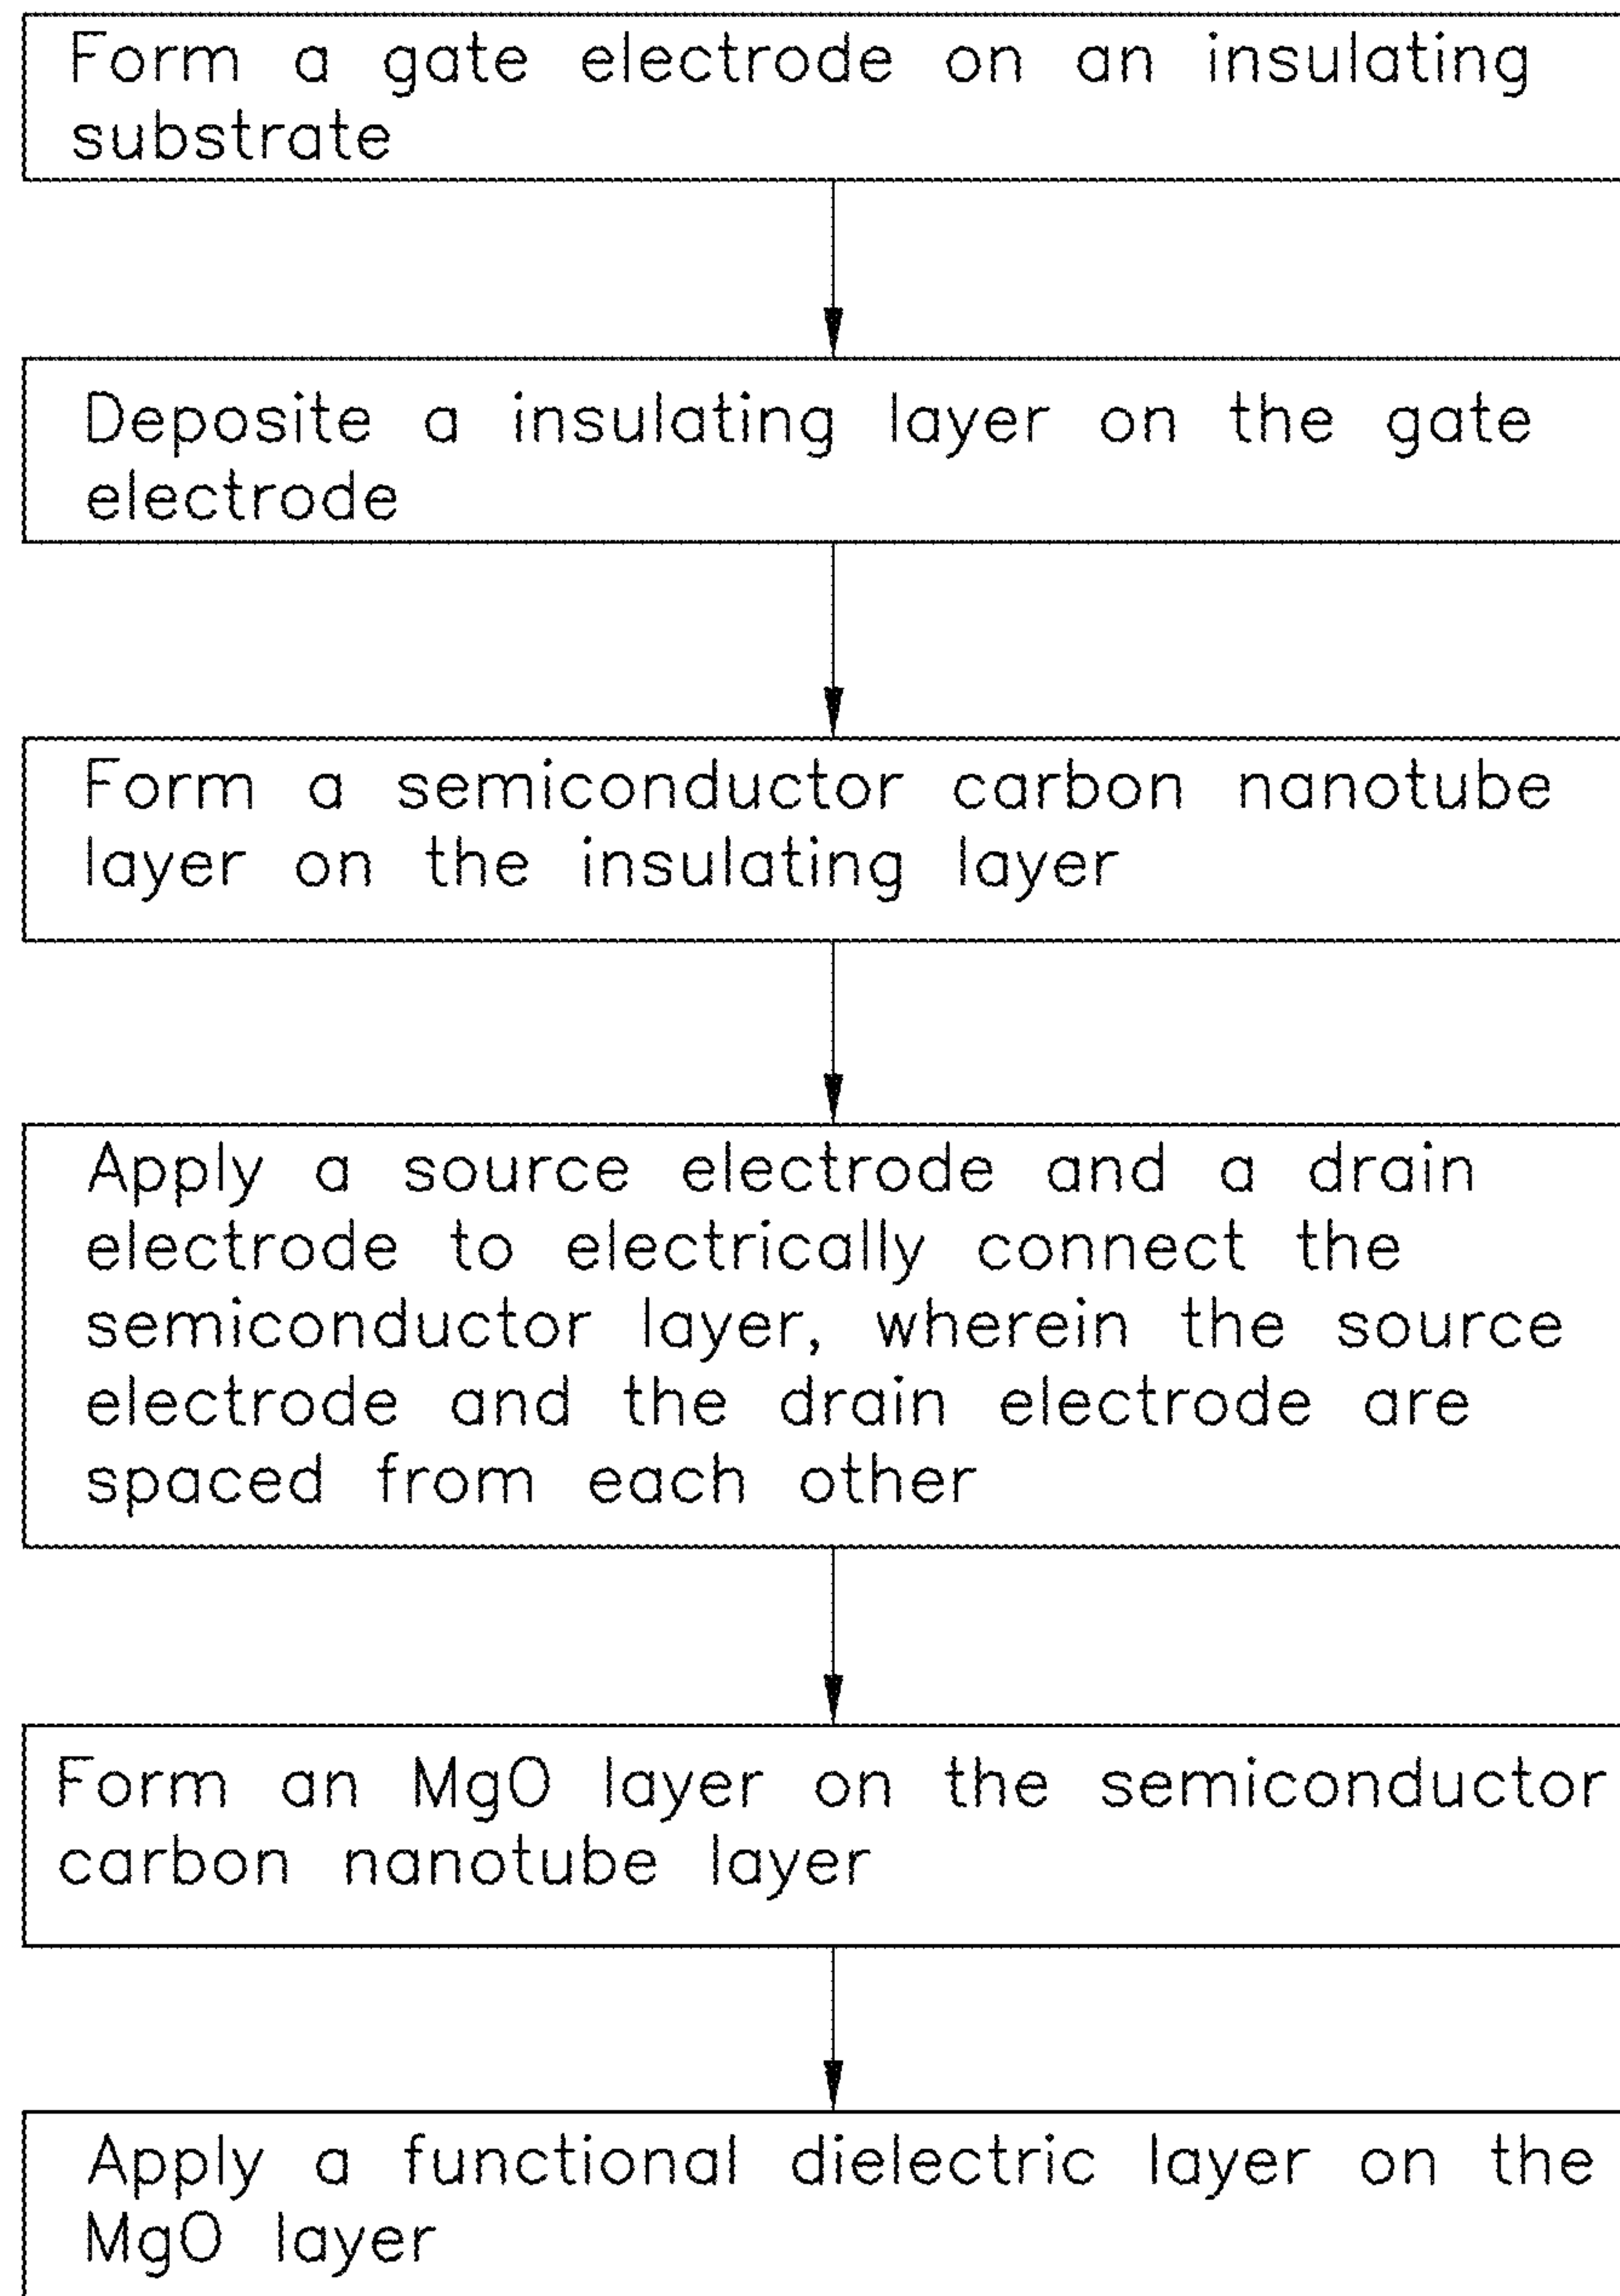 Form a gate electrode on an insulating
substrate
Deposite a insulating layer on the gate
electrode
Form a semiconductor carbon nanotube
layer on the insulating layer
Apply a source electrode and a drain
electrode to electrically connect the
semiconductor layer, wherein the source
electrode and the drain electrode are
spaced from each other
Form an MgO layer on the semiconductor
carbon nanotube layer
Apply a functional dielectric layer on the
MgO layer